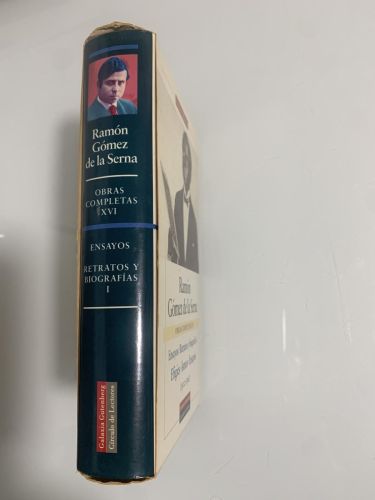 Ramón
Gómez
de la Serna
OBRAS
COMPLETAS
XVI
ENSAYOS
RETRATOS Y
BIOGRAFÍAS
I
Galaxia Gutenberg
Círculo de Lectores
Ramón
Gómez de la Serna